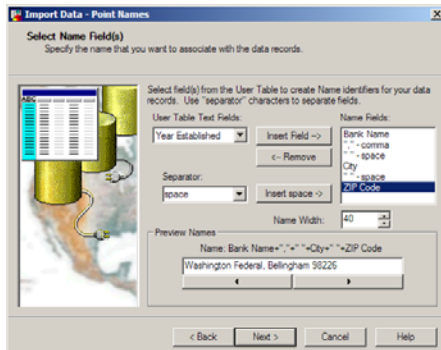 Import Data - Point Names
Select Name Field(s)
Specify the name that you want to associate with the data records.
ABC
Select field(s) from the User Table to create Name identifiers for your data
records. Use "separator" characters to separate fields.
User Table Text Fields:
Name Fields:
Year Established
Insert Field -->
<-- Remove
Bank Name
"," - comma
" " - space
City
" " - space
ZIP Code
Separator:
space
Insert space ->
Name Width:
40
Preview Names
Name: Bank Name+","+" "+City+" "+ZIP Code
Washington Federal, Bellingham 98226
< Back
Next >
Cancel
Help